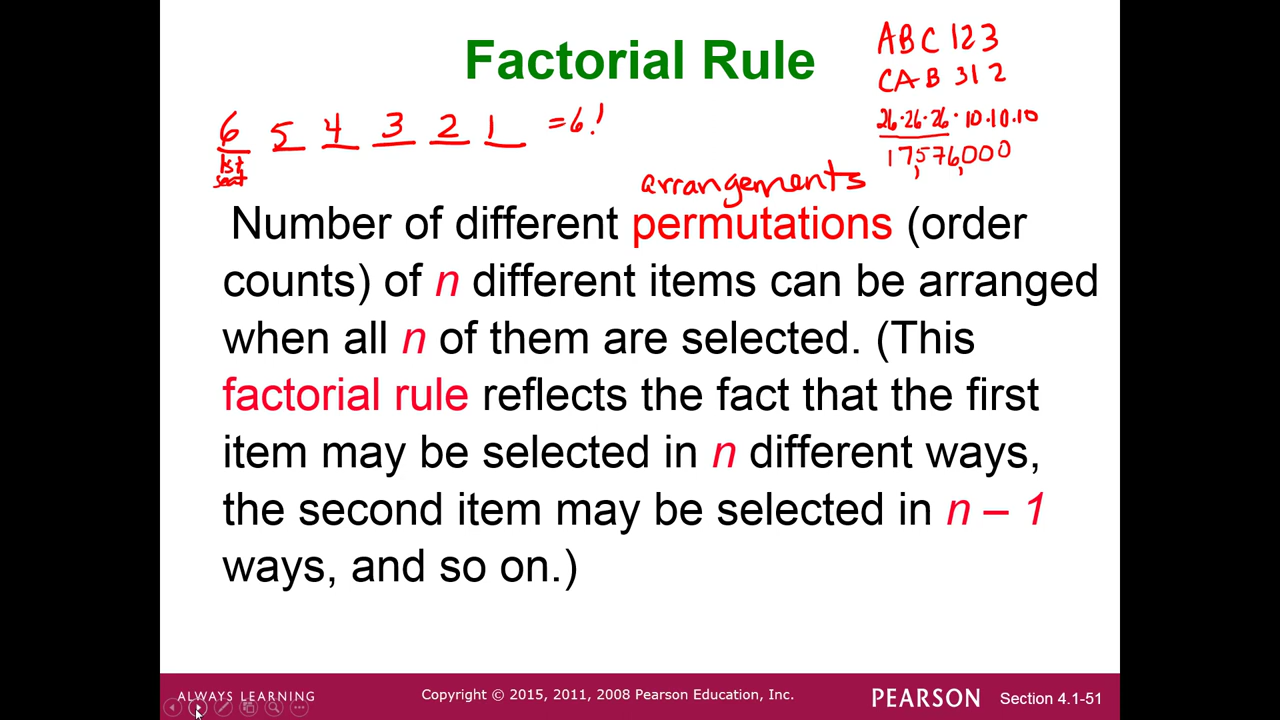 Factorial Rule
ABC 123
CAB 312
26·26·26·10·10·10
17,576,000
6 5 4 3 2 1 =6!
1st
seat
arrangements
Number of different permutations (order
counts) of n different items can be arranged
when all n of them are selected. (This
factorial rule reflects the fact that the first
item may be selected in n different ways,
the second item may be selected in n – 1
ways, and so on.)
ALWAYS LEARNING
Copyright © 2015, 2011, 2008 Pearson Education, Inc.
PEARSON
Section 4.1-51